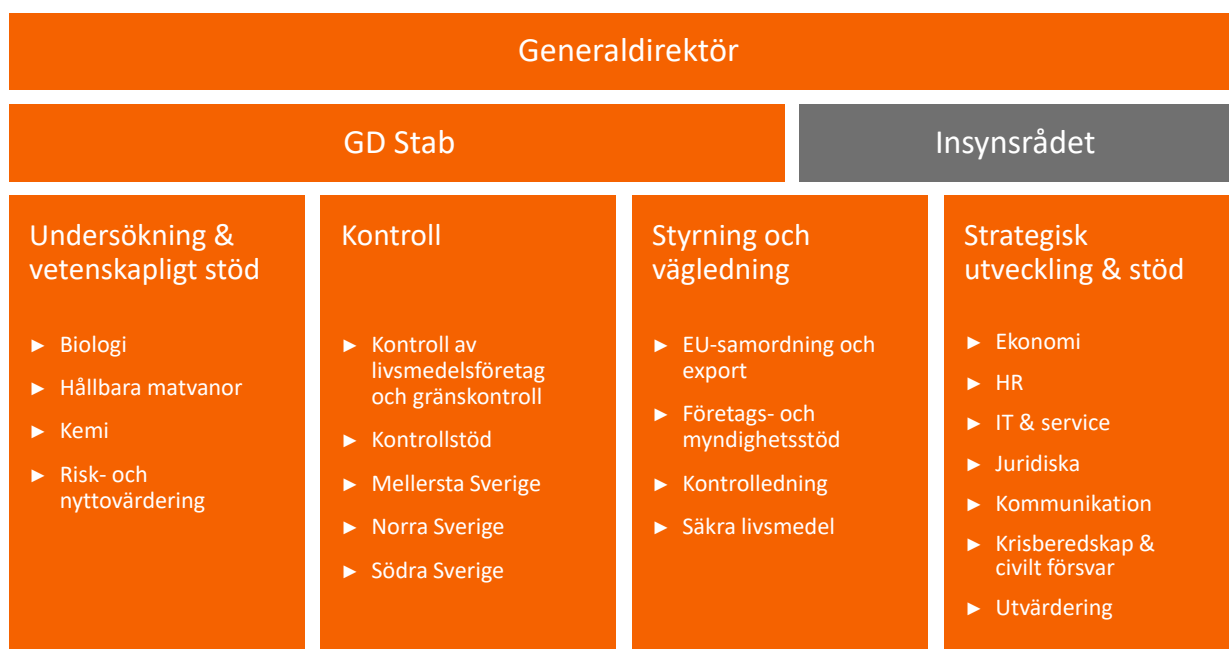 Generaldirektör
GD Stab
Insynsrådet
Undersökning &
vetenskapligt stöd
► Biologi
► Hållbara matvanor
► Kemi
► Risk- och
nyttovärdering
Kontroll
► Kontroll av
livsmedelsföretag
och gränskontroll
► Kontrollstöd
► Mellersta Sverige
► Norra Sverige
► Södra Sverige
Styrning och
vägledning
► EU-samordning och
export
► Företags- och
myndighetsstöd
► Kontrolledning
► Säkra livsmedel
Strategisk
utveckling & stöd
► Ekonomi
► HR
► IT & service
► Juridiska
► Kommunikation
► Krisberedskap &
civilt försvar
► Utvärdering